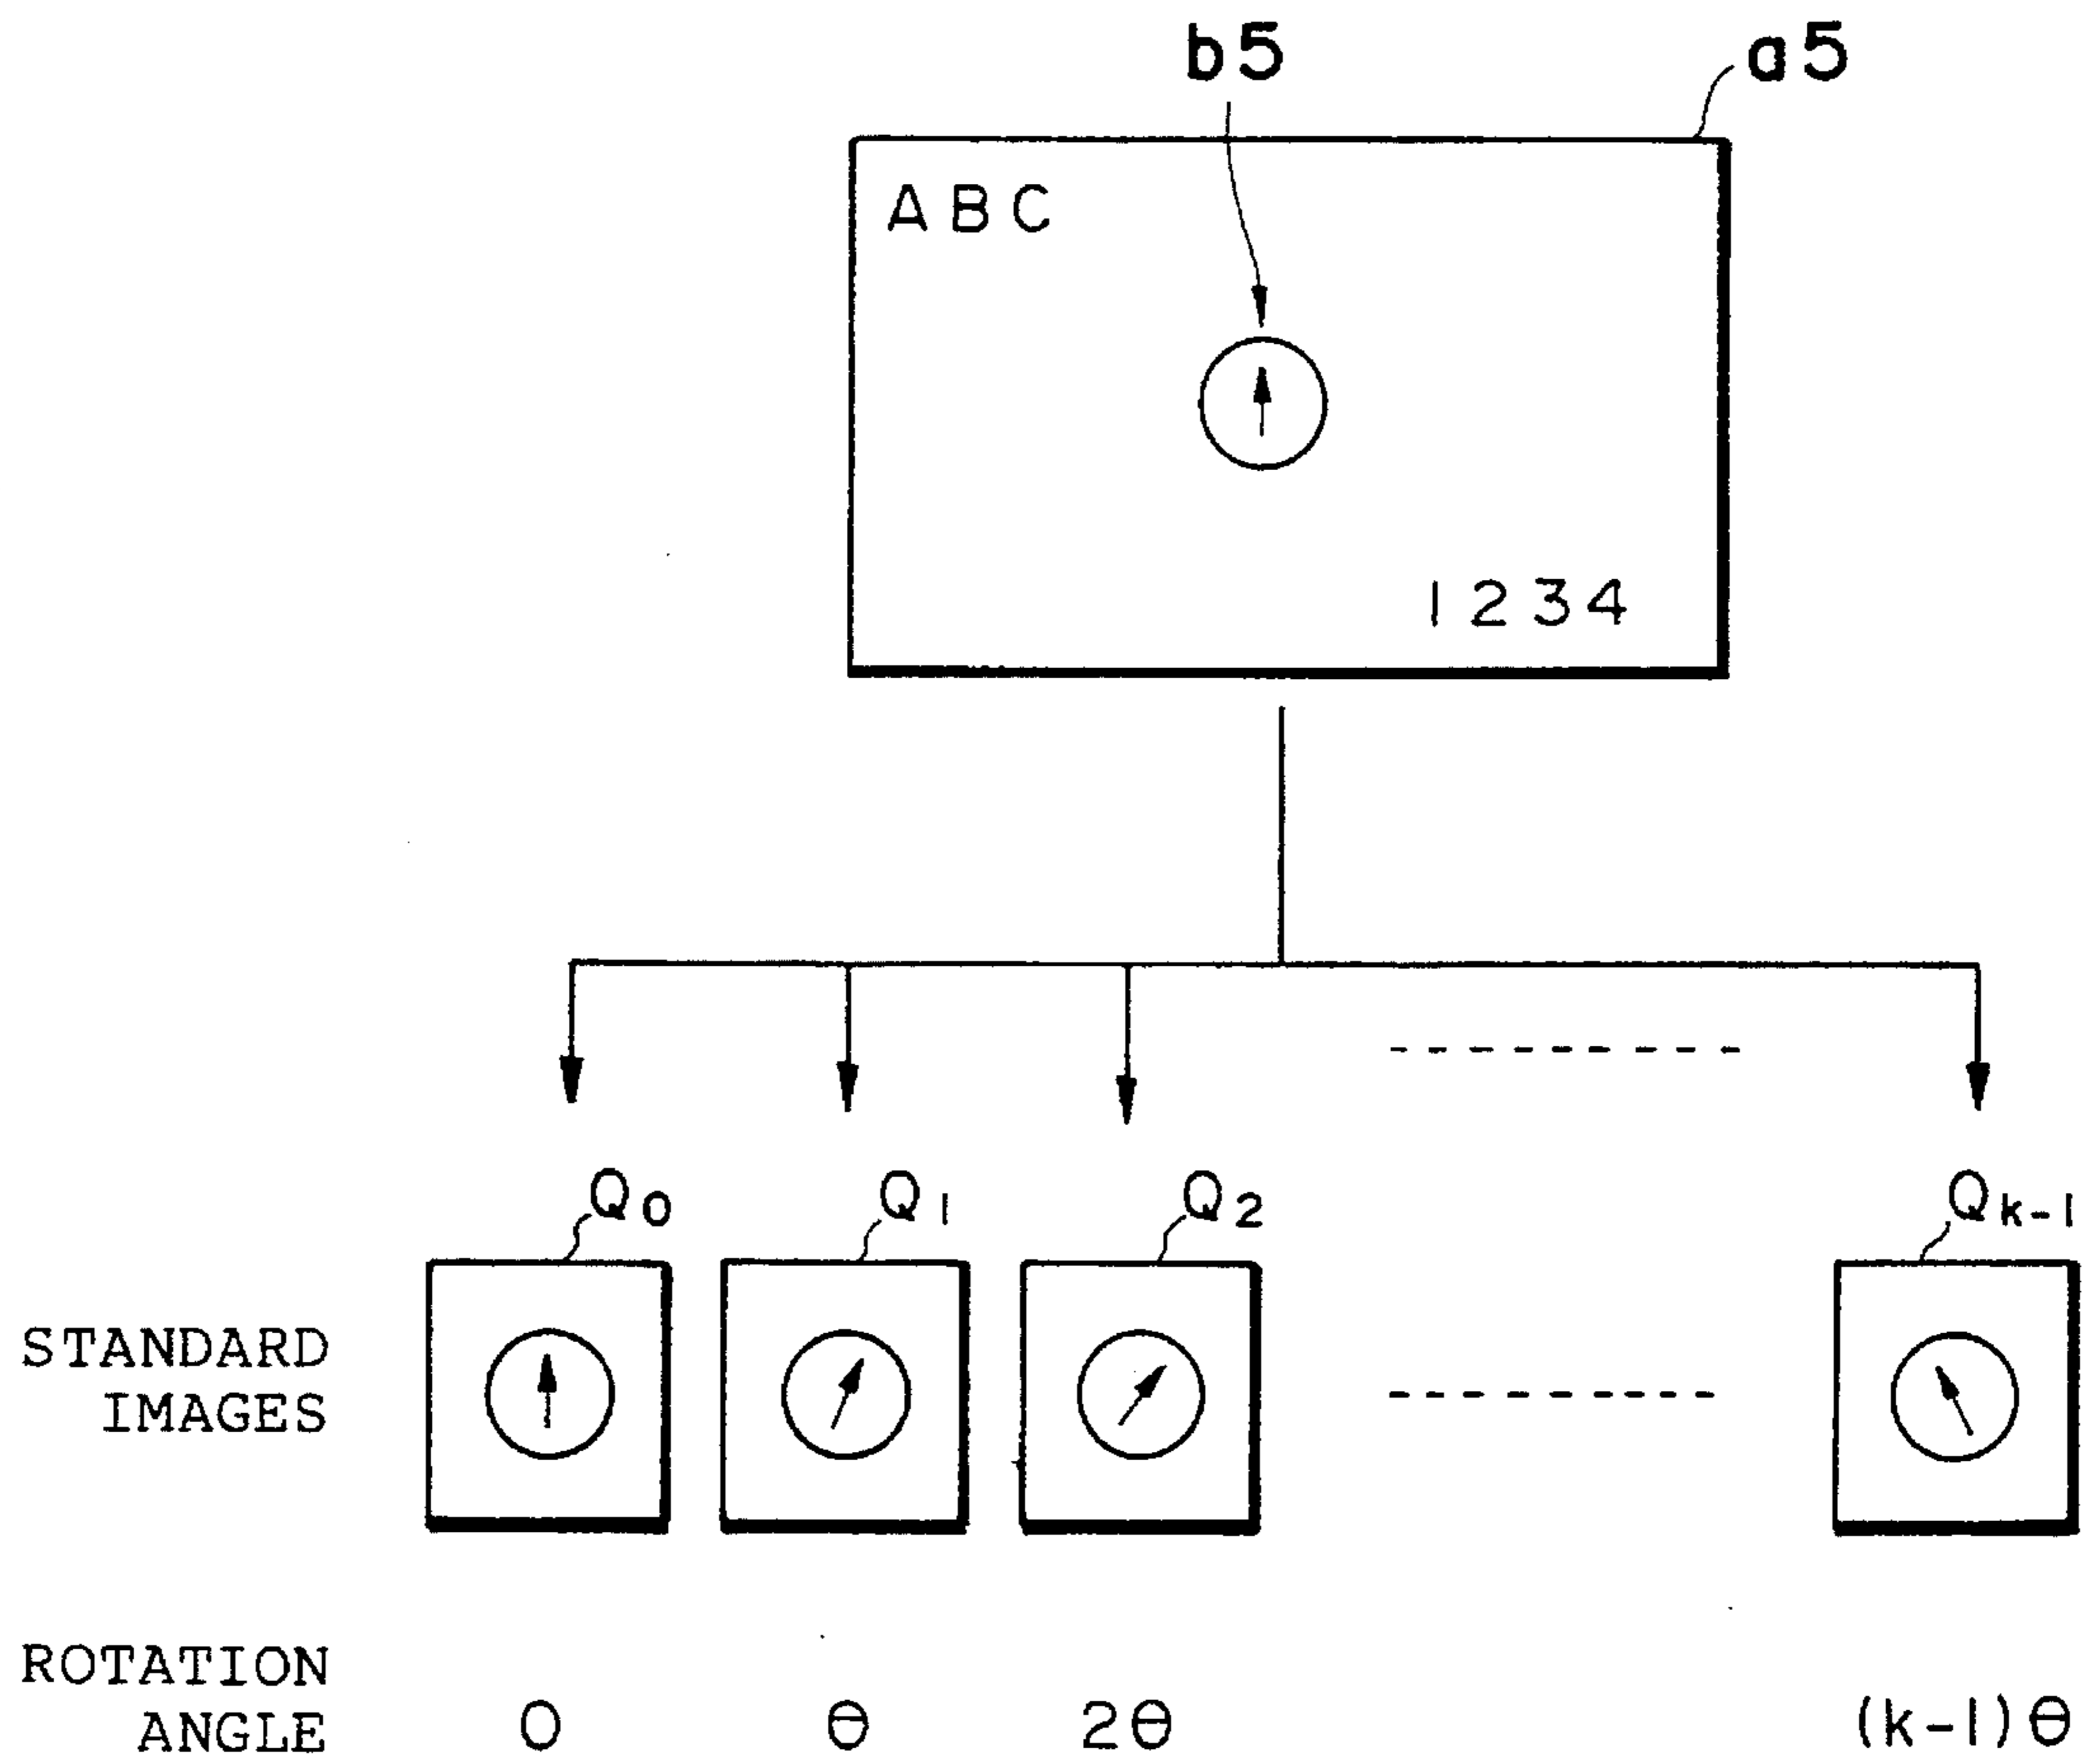 b5 a5
ABC
1234
Q0 Q1 Q2 Qk-1
STANDARD
IMAGES
ROTATION
ANGLE 0 θ 2θ (k-1)θ